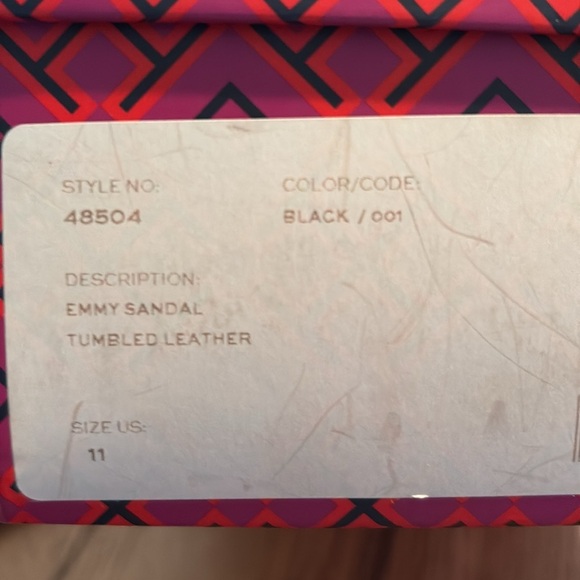 STYLE NO:
48504
COLOR/CODE:
BLACK / 001
DESCRIPTION:
EMMY SANDAL
TUMBLED LEATHER
SIZE US:
11